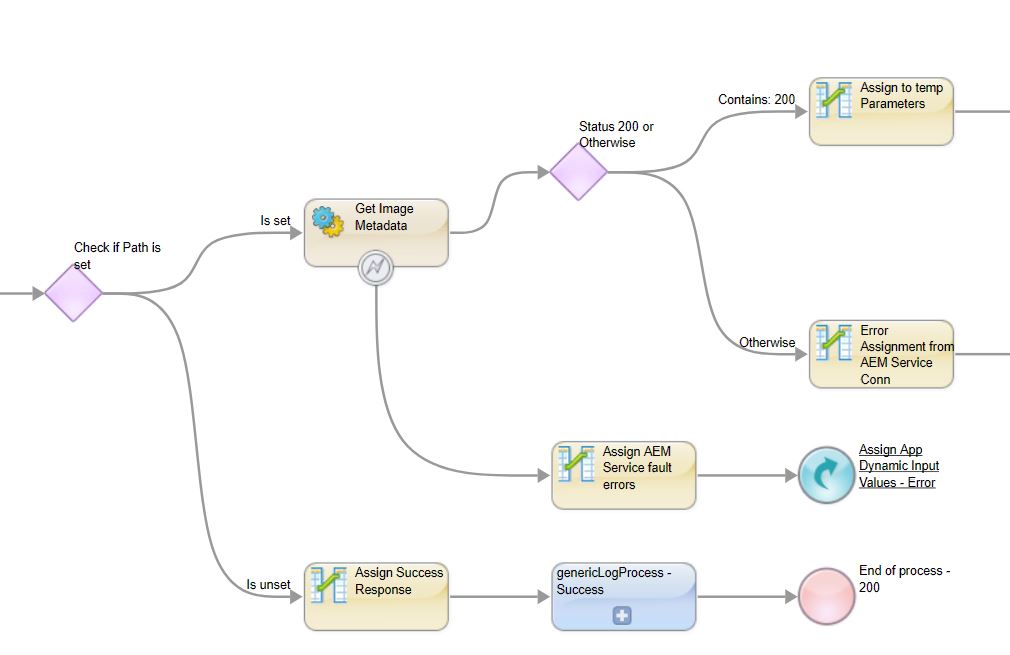 Check if Path is
set
Is set
Get Image
Metadata
Status 200 or
Otherwise
Contains: 200
Assign to temp
Parameters
Otherwise
Error
Assignment from
AEM Service
Conn
Assign AEM
Service fault
errors
Assign App
Dynamic Input
Values - Error
Is unset
Assign Success
Response
genericLogProcess -
Success
End of process -
200